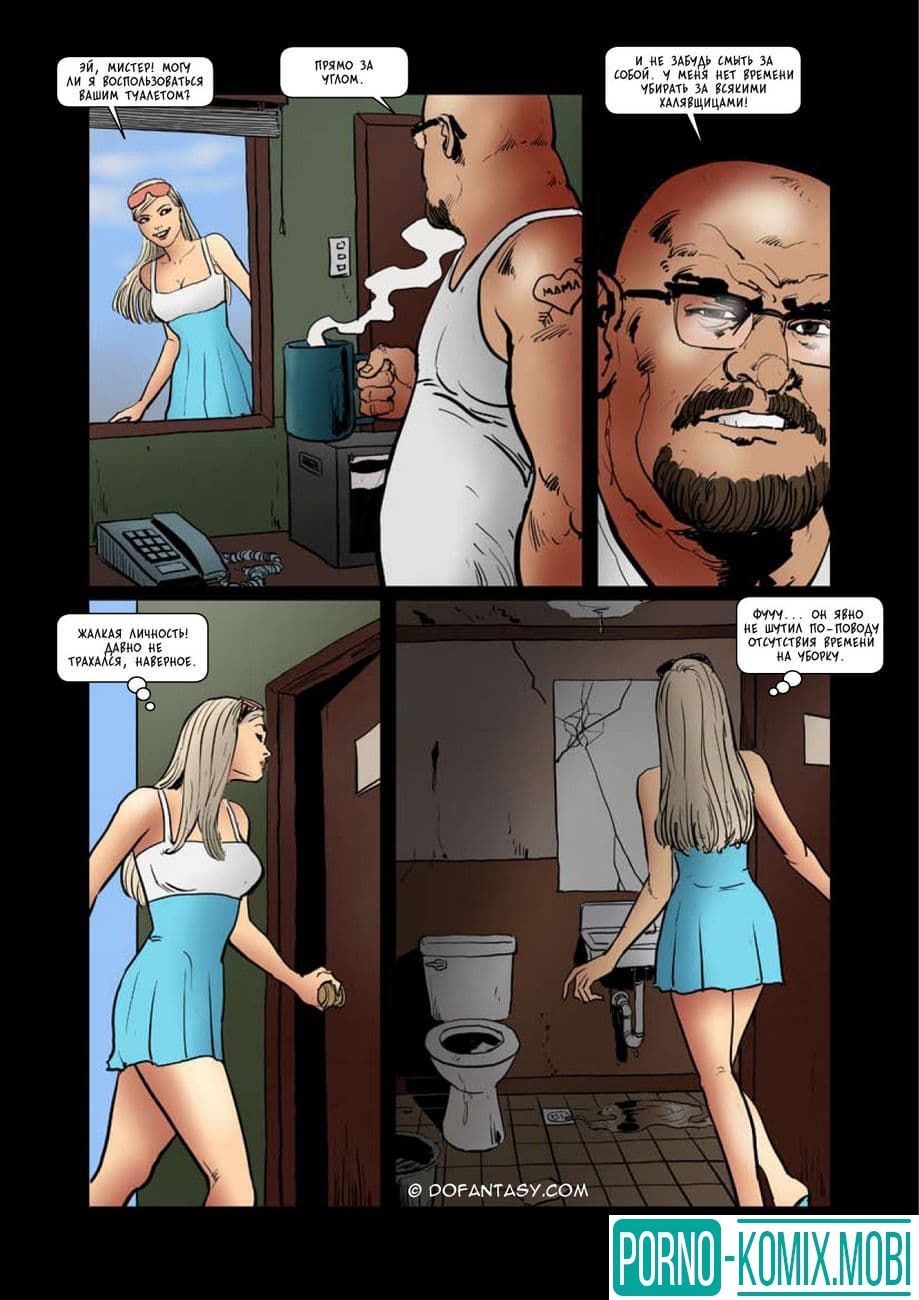 ЭЙ, МИСТЕР! МОГУ
ЛИ Я ВОСПОЛЬЗОВАТЬСЯ
ВАШИМ ТУАЛЕТОМ?
ПРЯМО ЗА
УГЛОМ.
И НЕ ЗАБУДЬ СМЫТЬ ЗА
СОБОЙ. У МЕНЯ НЕТ ВРЕМЕНИ
УБИРАТЬ ЗА ВСЯКИМИ
ХАЛЯВЩИЦАМИ!
МАМА
ЖАЛКАЯ ЛИЧНОСТЬ!
ДАВНО НЕ
ТРАХАЛСЯ, НАВЕРНОЕ.
ФУУУ... ОН ЯВНО
НЕ ШУТИЛ ПО-ПОВОДУ
ОТСУТСТВИЯ ВРЕМЕНИ
НА УБОРКУ.
© DOFANTASY.COM
PORNO-KOMIX.MOBI